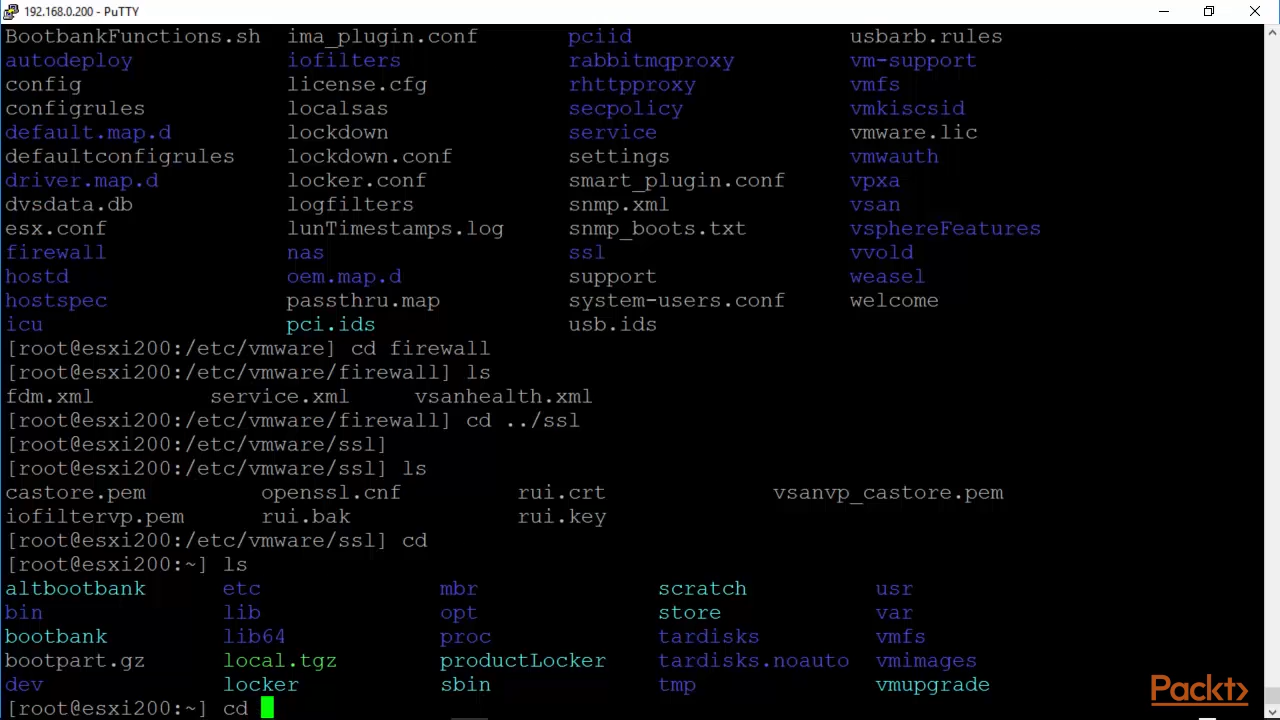 192.168.0.200 - PuTTY
BootbankFunctions.sh ima_plugin.conf pciid usbarb.rules
autodeploy iofilters rabbitmqproxy vm-support
config license.cfg rhttpproxy vmfs
configrules localsas secpolicy vmkiscsid
default.map.d lockdown service vmware.lic
defaultconfigrules lockdown.conf settings vmwauth
driver.map.d locker.conf smart_plugin.conf vpxa
dvsdata.db logfilters snmp.xml vsan
esx.conf lunTimestamps.log snmp_boots.txt vsphereFeatures
firewall nas ssl vvold
hostd oem.map.d support weasel
hostspec passthru.map system-users.conf welcome
icu pci.ids usb.ids
[root@esxi200:/etc/vmware] cd firewall
[root@esxi200:/etc/vmware/firewall] ls
fdm.xml service.xml vsanhealth.xml
[root@esxi200:/etc/vmware/firewall] cd ../ssl
[root@esxi200:/etc/vmware/ssl]
[root@esxi200:/etc/vmware/ssl] ls
castore.pem openssl.cnf rui.crt vsanvp_castore.pem
iofiltervp.pem rui.bak rui.key
[root@esxi200:/etc/vmware/ssl] cd
[root@esxi200:~] ls
altbootbank etc mbr scratch usr
bin lib opt store var
bootbank lib64 proc tardisks vmfs
bootpart.gz local.tgz productLocker tardisks.noauto vmimages
dev locker sbin tmp vmupgrade
[root@esxi200:~] cd
Packt>